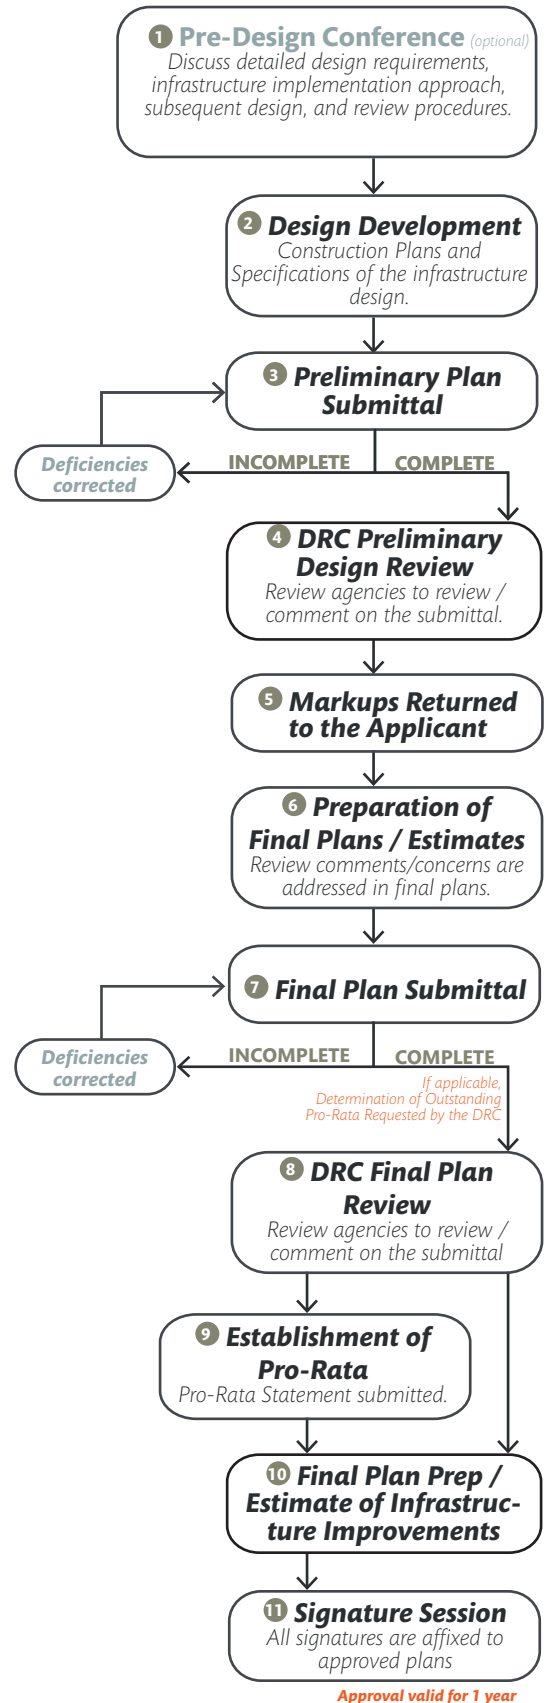 1 Pre-Design Conference (optional)
Discuss detailed design requirements,
infrastructure implementation approach,
subsequent design, and review procedures.
2 Design Development
Construction Plans and
Specifications of the infrastructure
design.
3 Preliminary Plan
Submittal
Deficiencies
corrected
INCOMPLETE COMPLETE
4 DRC Preliminary
Design Review
Review agencies to review /
comment on the submittal.
5 Markups Returned
to the Applicant
6 Preparation of
Final Plans / Estimates
Review comments/concerns are
addressed in final plans.
7 Final Plan Submittal
Deficiencies
corrected
INCOMPLETE COMPLETE
If applicable,
Determination of Outstanding
Pro-Rata Requested by the DRC
8 DRC Final Plan
Review
Review agencies to review /
comment on the submittal
9 Establishment of
Pro-Rata
Pro-Rata Statement submitted.
10 Final Plan Prep /
Estimate of Infrastruc-
ture Improvements
11 Signature Session
All signatures are affixed to
approved plans
Approval valid for 1 year